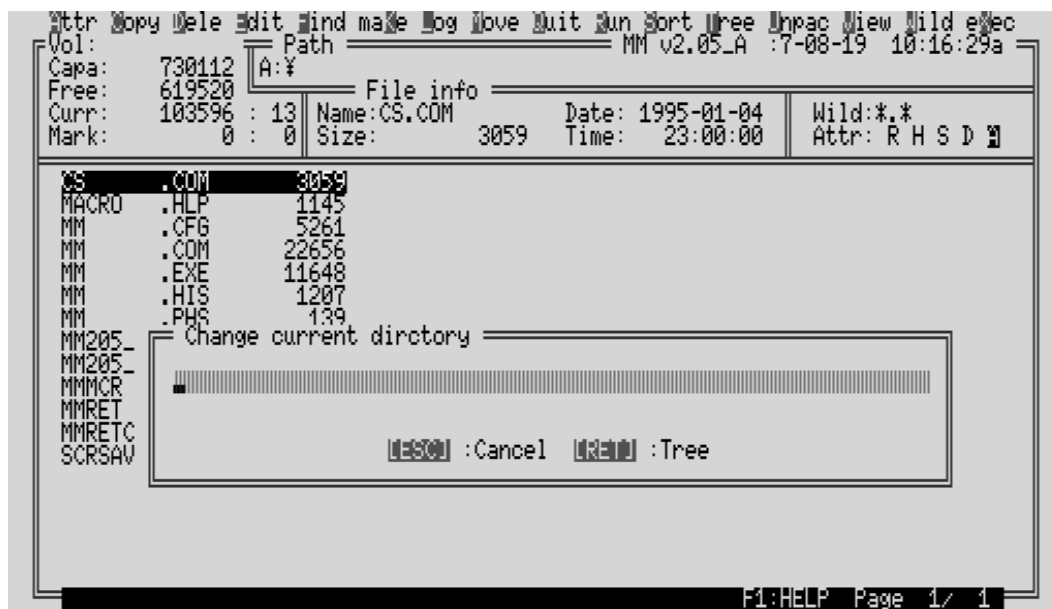 Attr Copy Dele Edit Find maKe Log Move Quit Run Sort Tree Unpac View Wild eXec
Vol: Path MM v2.05_A :7-08-19 10:16:29a
Capa: 730112 A:¥
Free: 619520 File info
Curr: 103596 : 13 Name:CS.COM Date: 1995-01-04 Wild:*.*
Mark: 0 : 0 Size: 3059 Time: 23:00:00 Attr: R H S D A
CS .COM 3059
MACRO .HLP 1145
MM .CFG 5261
MM .COM 22656
MM .EXE 11648
MM .HIS 1207
MM .PHS 139
Change current dirctory
MM205_
MM205_
MMMCR
MMRET
MMRETC
[ESC] :Cancel [RET] :Tree
SCRSAV
F1:HELP Page 1/ 1